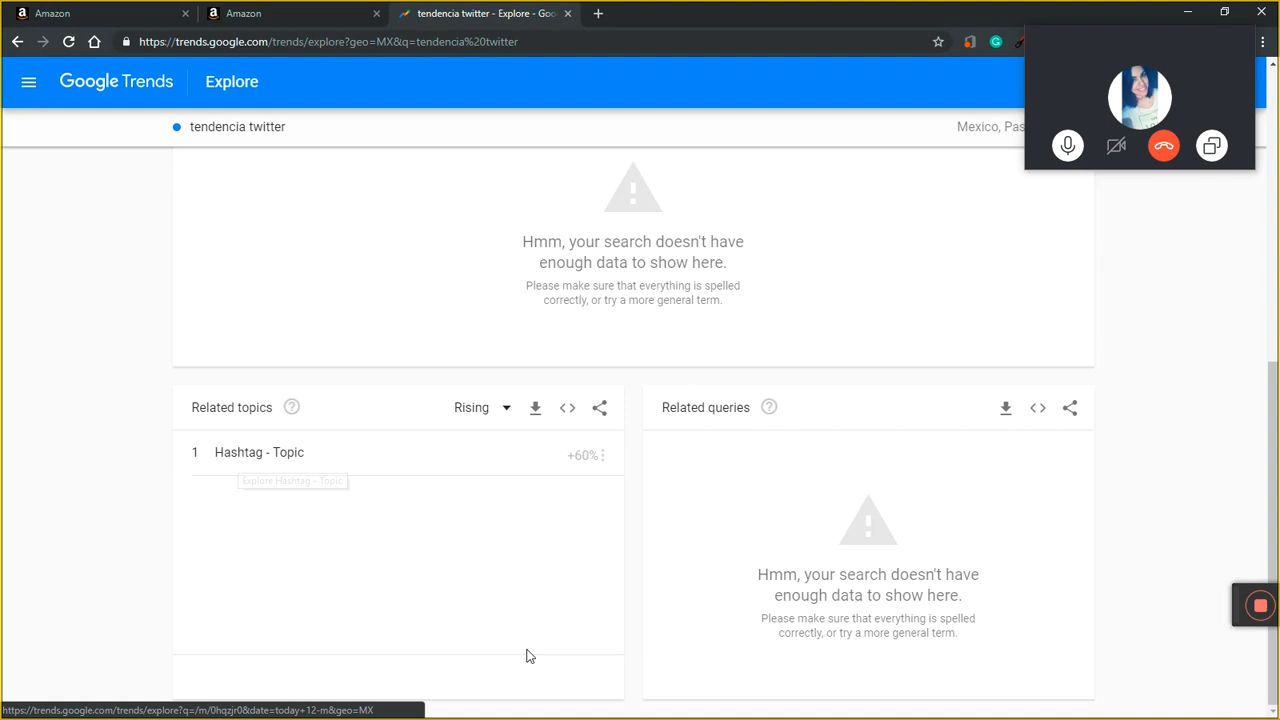 Amazon
Amazon
tendencia twitter - Explore - Goo
https://trends.google.com/trends/explore?geo=MX&q=tendencia%20twitter
Google Trends
Explore
tendencia twitter
Mexico, Pas
Hmm, your search doesn't have
enough data to show here.
Please make sure that everything is spelled
correctly, or try a more general term.
Related topics
Rising
1 Hashtag - Topic
+60%
Explore Hashtag - Topic
Related queries
Hmm, your search doesn't have
enough data to show here.
Please make sure that everything is spelled
correctly, or try a more general term.
https://trends.google.com/trends/explore?q=/m/0hqzjr0&date=today+12-m&geo=MX